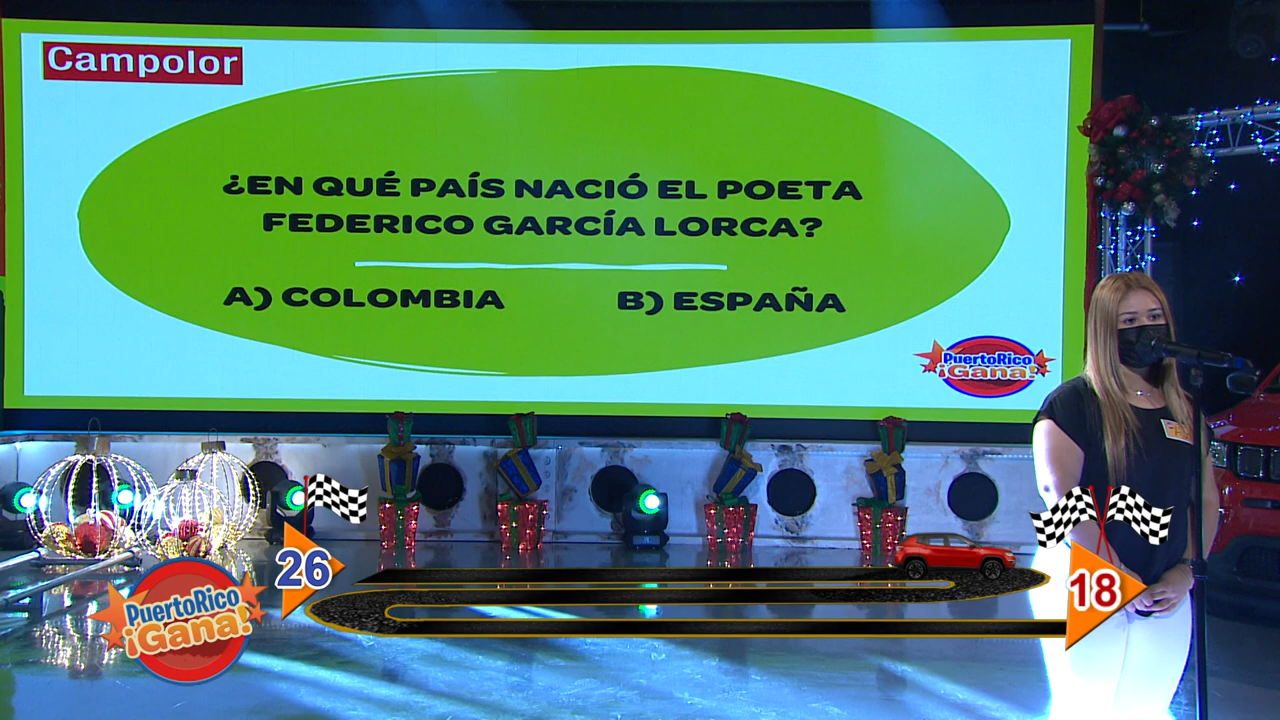 Campolor
¿EN QUÉ PAÍS NACIÓ EL POETA
FEDERICO GARCÍA LORCA?
A) COLOMBIA B) ESPAÑA
PuertoRico
¡Gana!
26
18
PuertoRico
¡Gana!